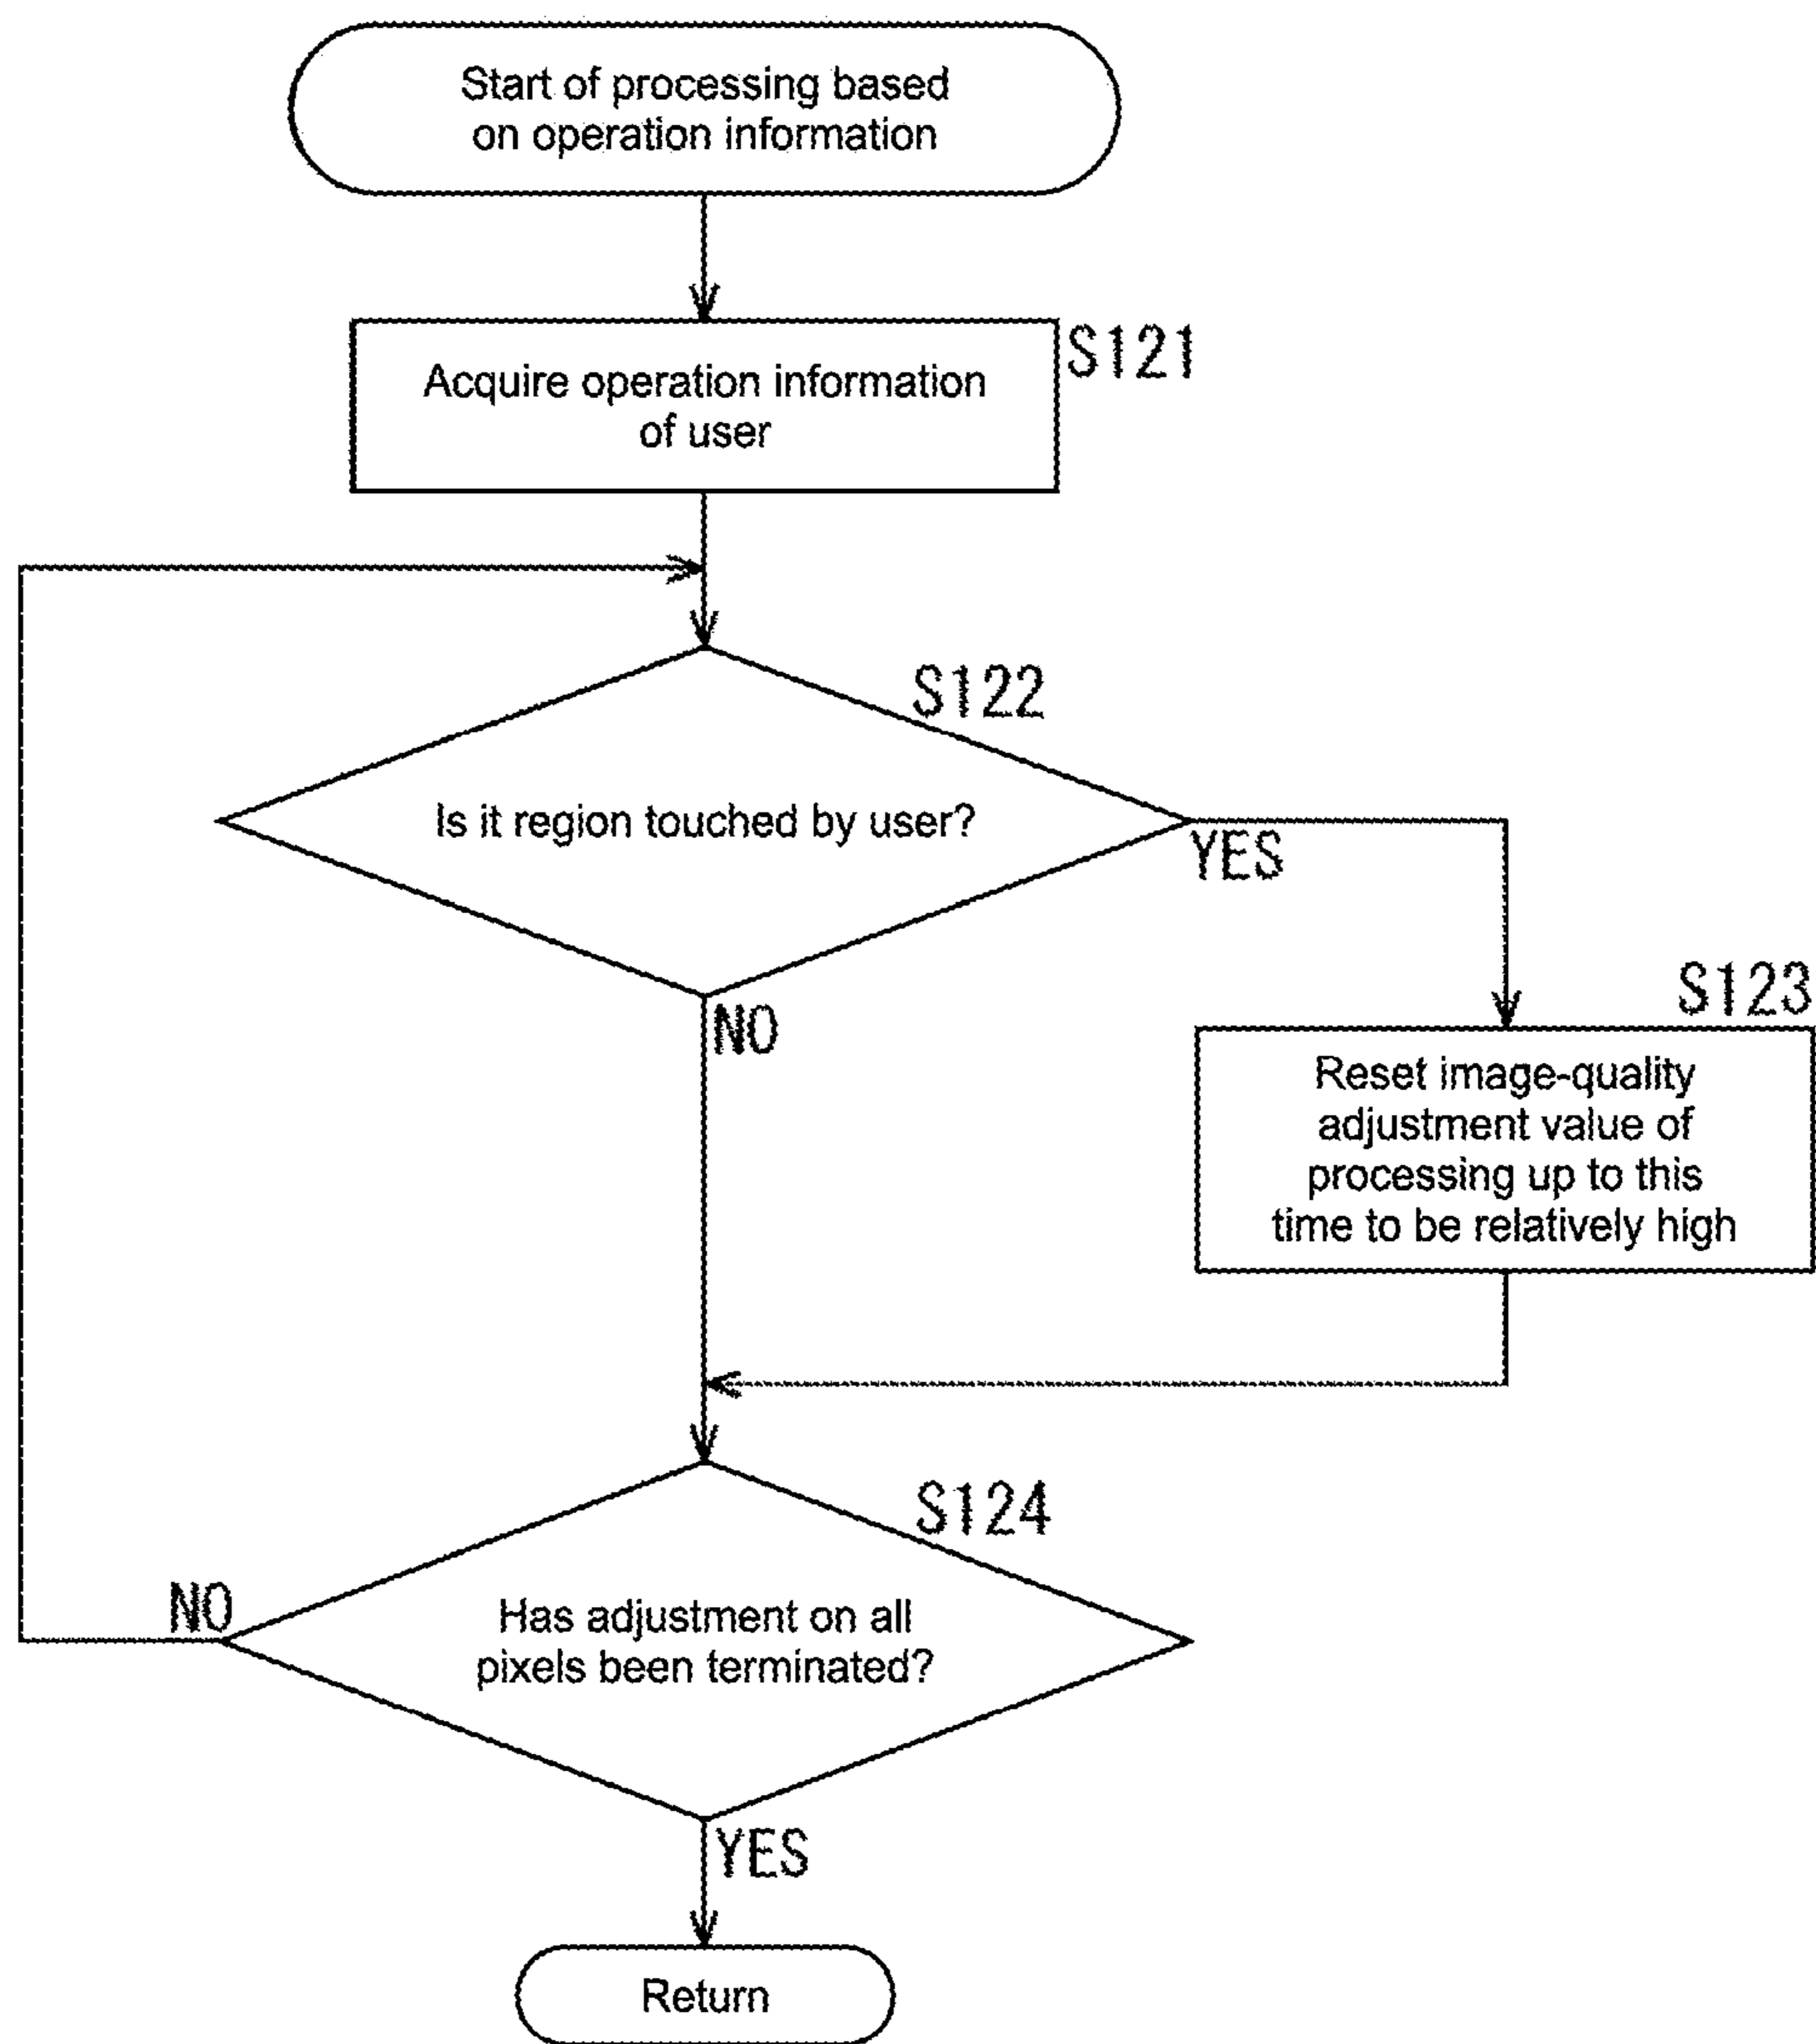 Start of processing based
on operation information
S121
Acquire operation information
of user
S122
Is it region touched by user?
YES
NO
S123
Reset image-quality
adjustment value of
processing up to this
time to be relatively high
S124
Has adjustment on all
pixels been terminated?
NO
YES
Return